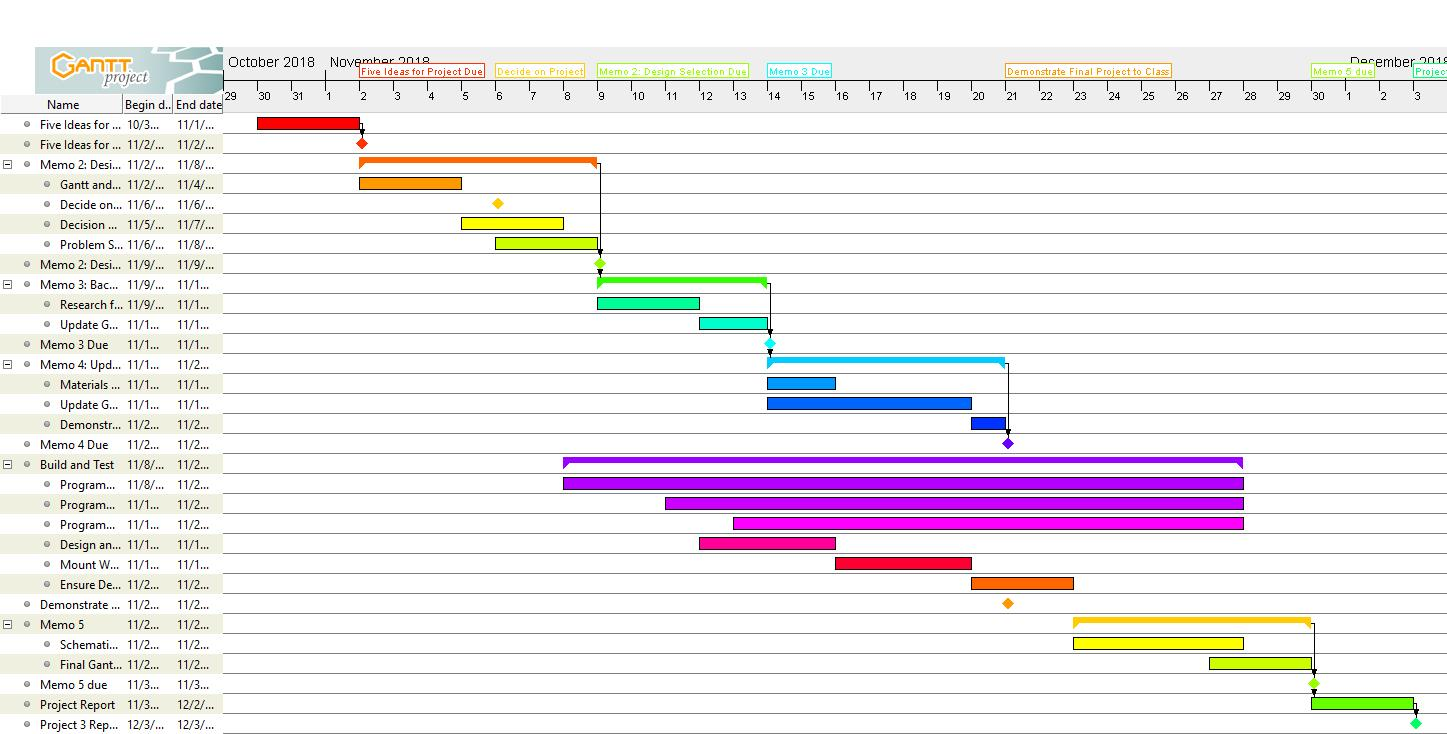 GANTT
project
October 2018 November 2018 December 2018
Five Ideas for Project Due Decide on Project Memo 2: Design Selection Due Memo 3 Due Demonstrate Final Project to Class Memo 5 due Projec
29 30 31 1 2 3 4 5 6 7 8 9 10 11 12 13 14 15 16 17 18 19 20 21 22 23 24 25 26 27 28 29 30 1 2 3
Name Begin d.. End date
Five Ideas for ... 10/3... 11/1/...
Five Ideas for ... 11/2/... 11/2/...
Memo 2: Desi... 11/2/... 11/8/...
Gantt and... 11/2/... 11/4/...
Decide on... 11/6/... 11/6/...
Decision ... 11/5/... 11/7/...
Problem S... 11/6/... 11/8/...
Memo 2: Desi... 11/9/... 11/9/...
Memo 3: Bac... 11/9/... 11/1...
Research f... 11/9/... 11/1...
Update G... 11/1... 11/1...
Memo 3 Due 11/1... 11/1...
Memo 4: Upd... 11/1... 11/2...
Materials ... 11/1... 11/1...
Update G... 11/1... 11/1...
Demonstr... 11/2... 11/2...
Memo 4 Due 11/2... 11/2...
Build and Test 11/8/... 11/2...
Program... 11/8/... 11/2...
Program... 11/1... 11/2...
Program... 11/1... 11/2...
Design an... 11/1... 11/1...
Mount W... 11/1... 11/1...
Ensure De... 11/2... 11/2...
Demonstrate ... 11/2... 11/2...
Memo 5 11/2... 11/2...
Schemati... 11/2... 11/2...
Final Gant... 11/2... 11/2...
Memo 5 due 11/3... 11/3...
Project Report 11/3... 12/2/...
Project 3 Rep... 12/3/... 12/3/...